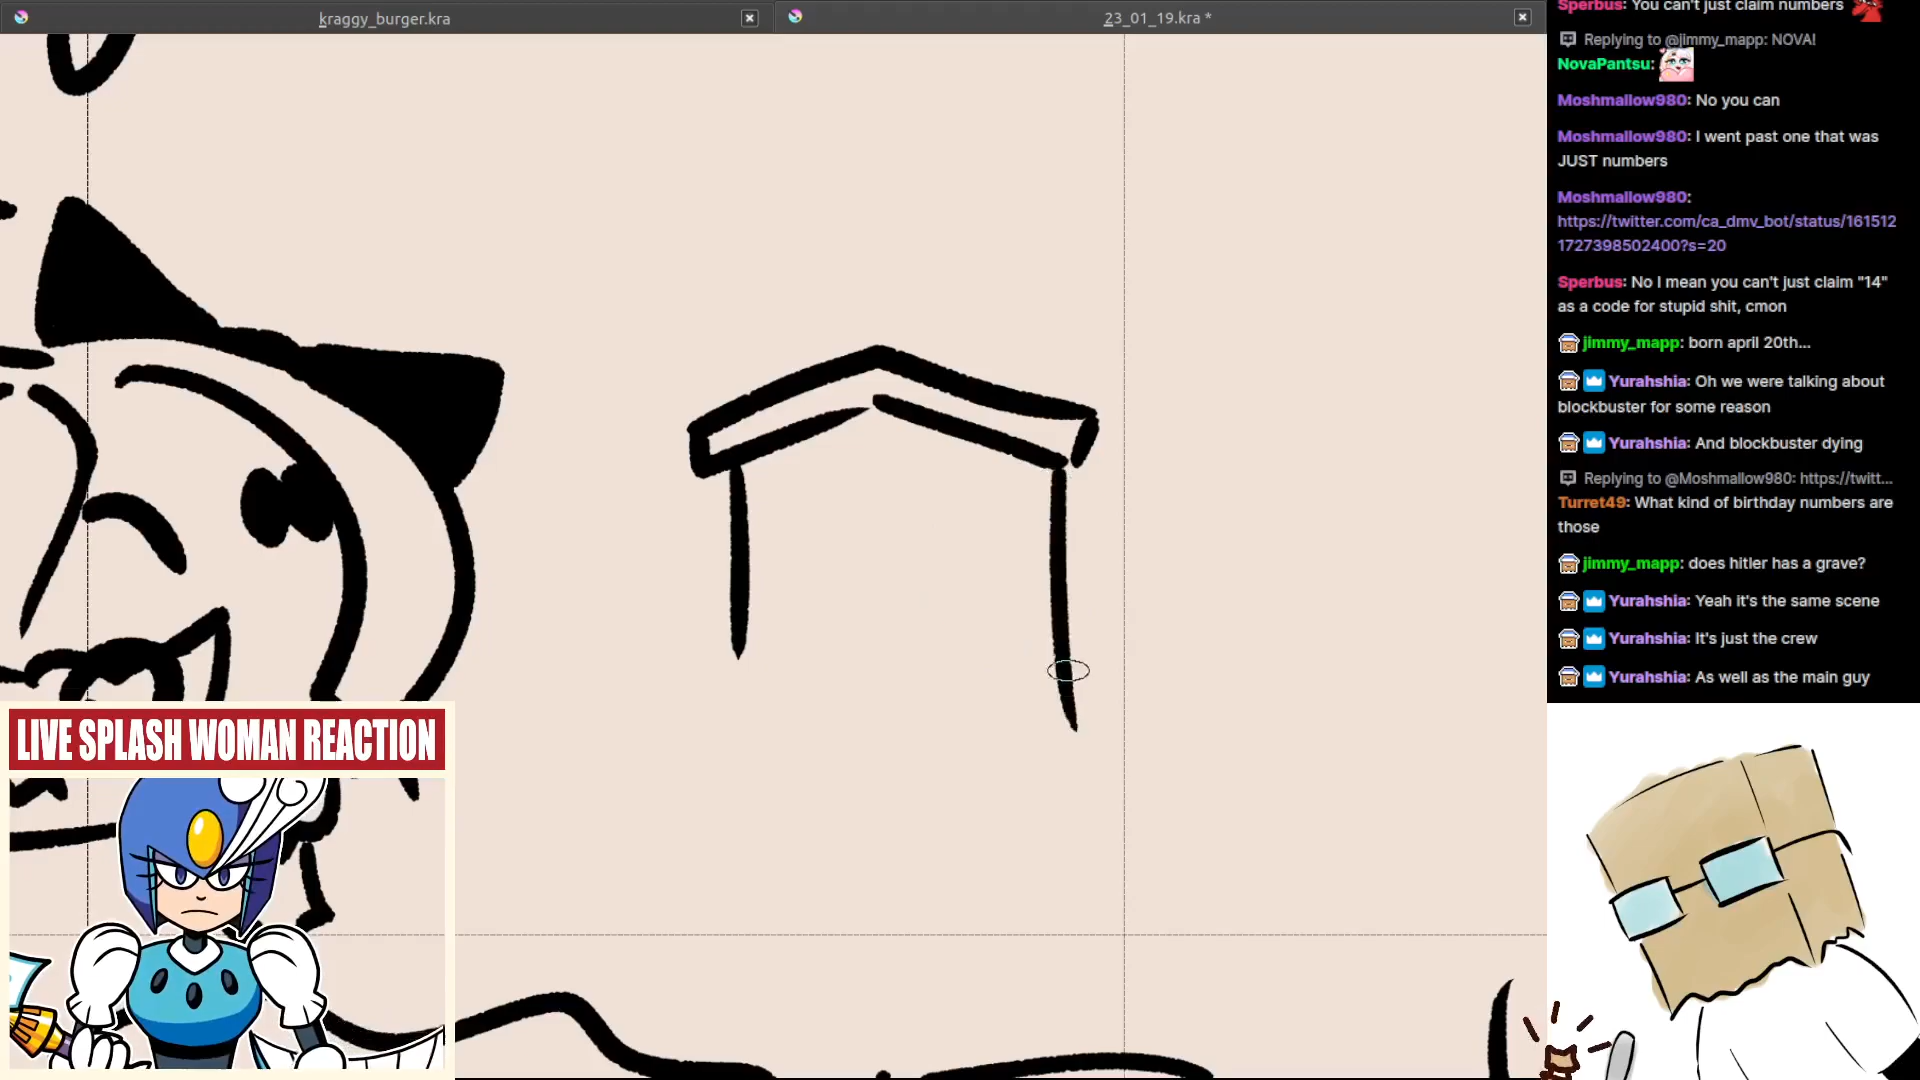 kraggy_burger.kra
23_01_19.kra *
Sperbus: You can't just claim numbers
Replying to @jimmy_mapp: NOVA!
NovaPantsu:
Moshmallow980: No you can
Moshmallow980: I went past one that was
JUST numbers
Moshmallow980:
https://twitter.com/ca_dmv_bot/status/161512
1727398502400?s=20
Sperbus: No I mean you can't just claim "14"
as a code for stupid shit, cmon
jimmy_mapp: born april 20th...
Yurahshia: Oh we were talking about
blockbuster for some reason
Yurahshia: And blockbuster dying
Replying to @Moshmallow980: https://twitt...
Turret49: What kind of birthday numbers are
those
jimmy_mapp: does hitler has a grave?
Yurahshia: Yeah it's the same scene
Yurahshia: It's just the crew
Yurahshia: As well as the main guy
LIVE SPLASH WOMAN REACTION